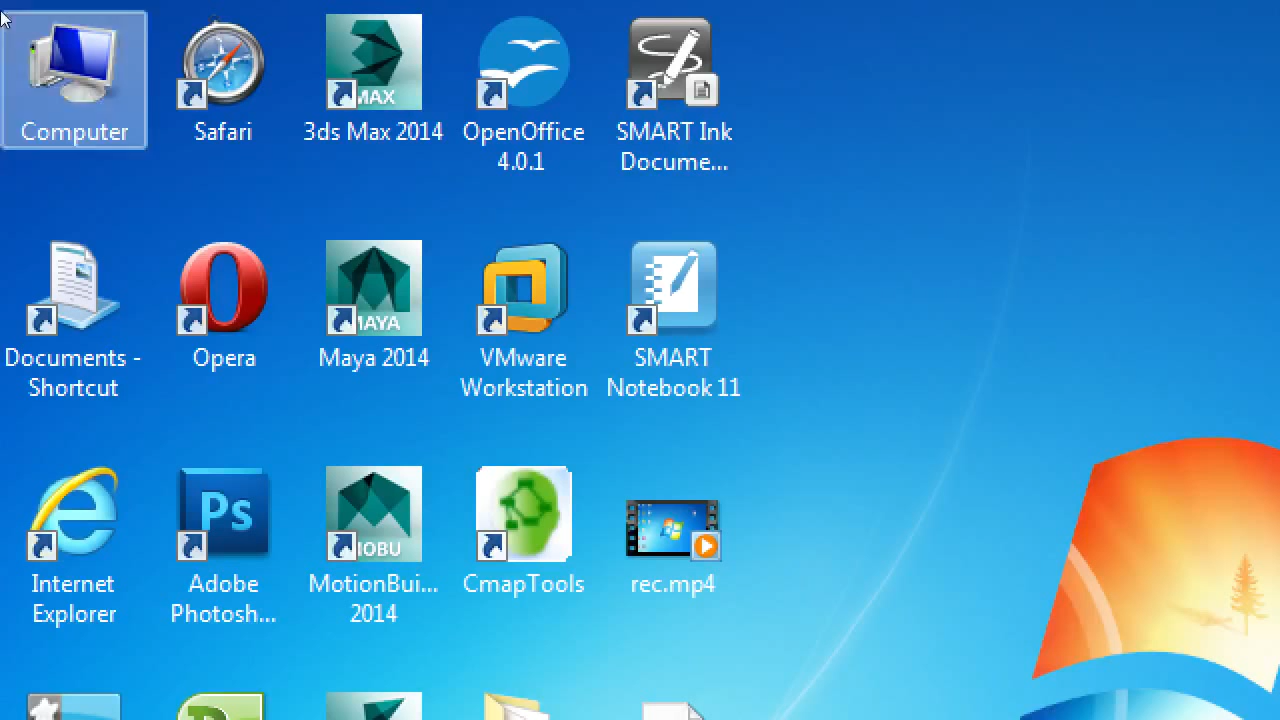 Computer
Safari
MAX
3ds Max 2014
OpenOffice
4.0.1
SMART Ink
Docume...
Documents -
Shortcut
Opera
MAYA
Maya 2014
VMware
Workstation
SMART
Notebook 11
Internet
Explorer
Ps
Adobe
Photosh...
MOBU
MotionBui...
2014
CmapTools
rec.mp4